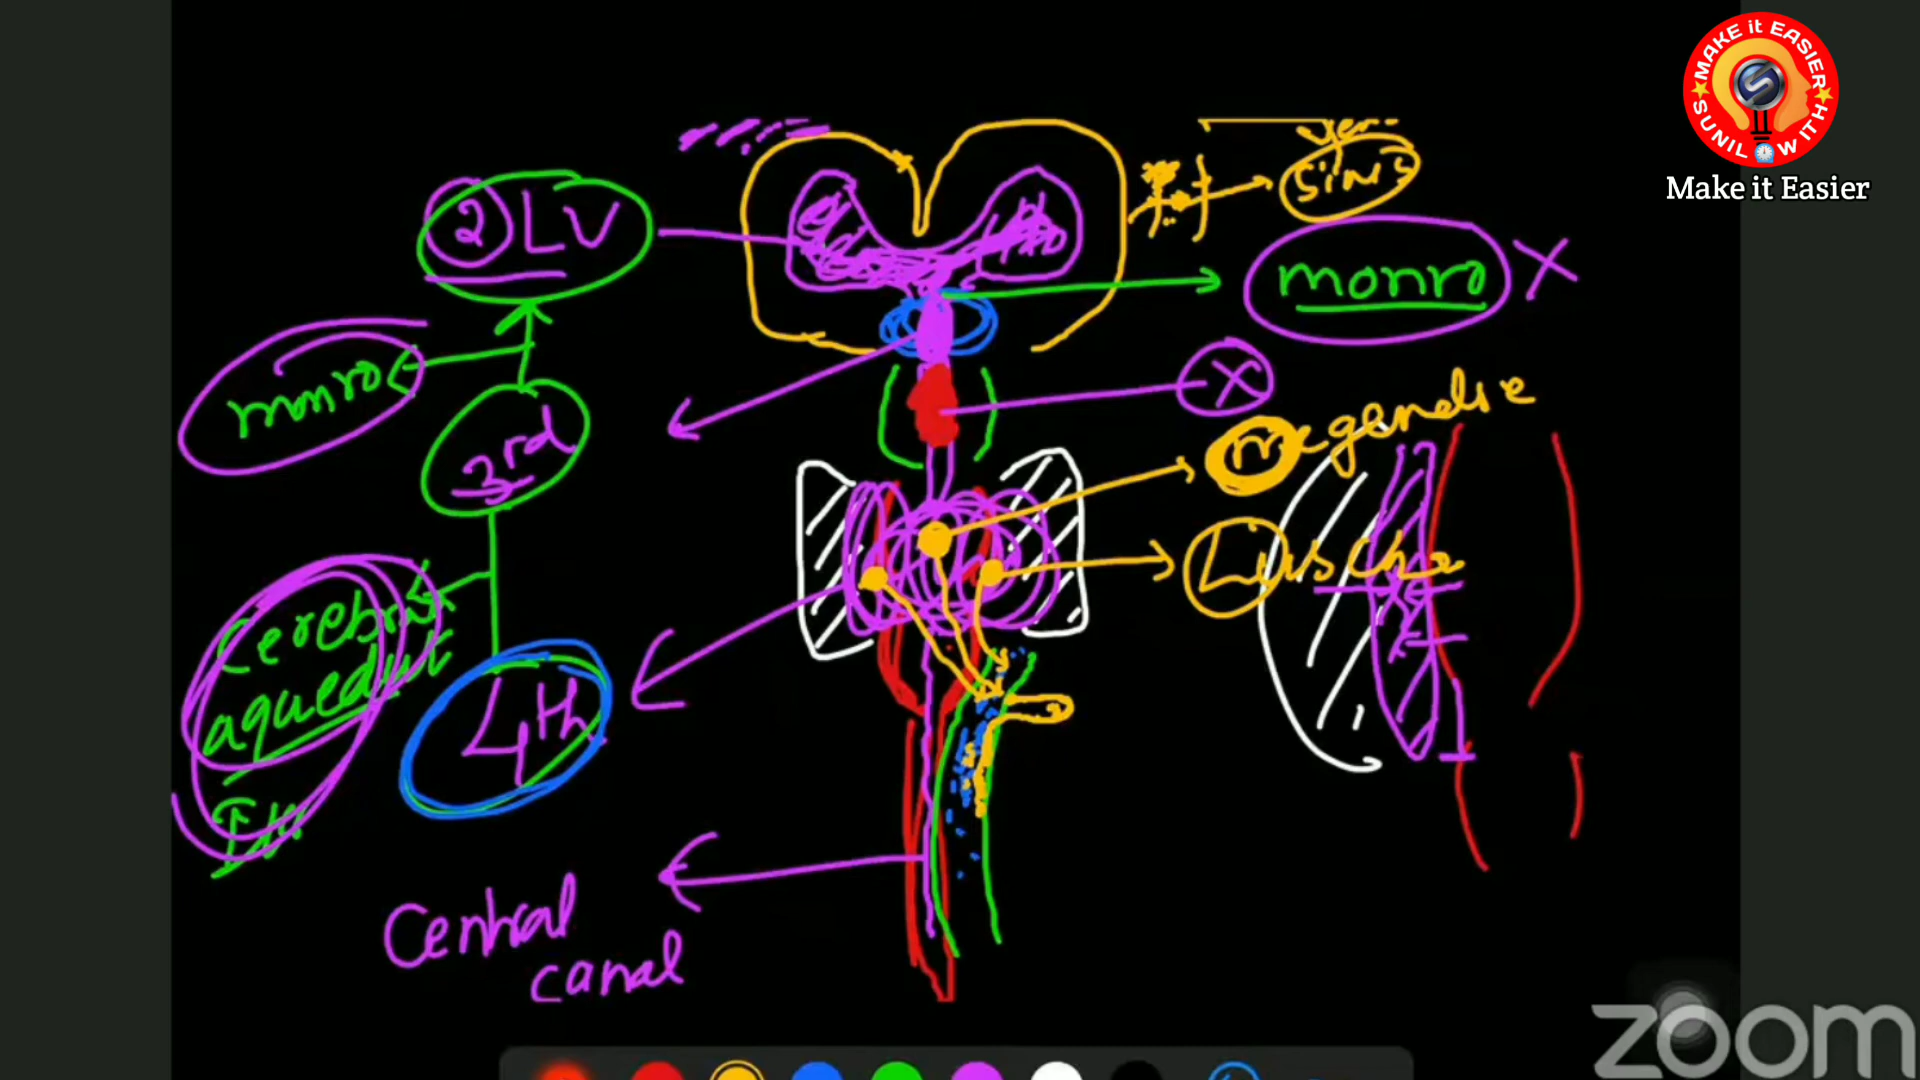 MAKE iT EASIER
SUNIL WITH
Make it Easier
sins
2 LV
monro
X
monro
X
3rd
megendie
Luscha
cerebral
aqueduct
4th
Central
canal
zoom